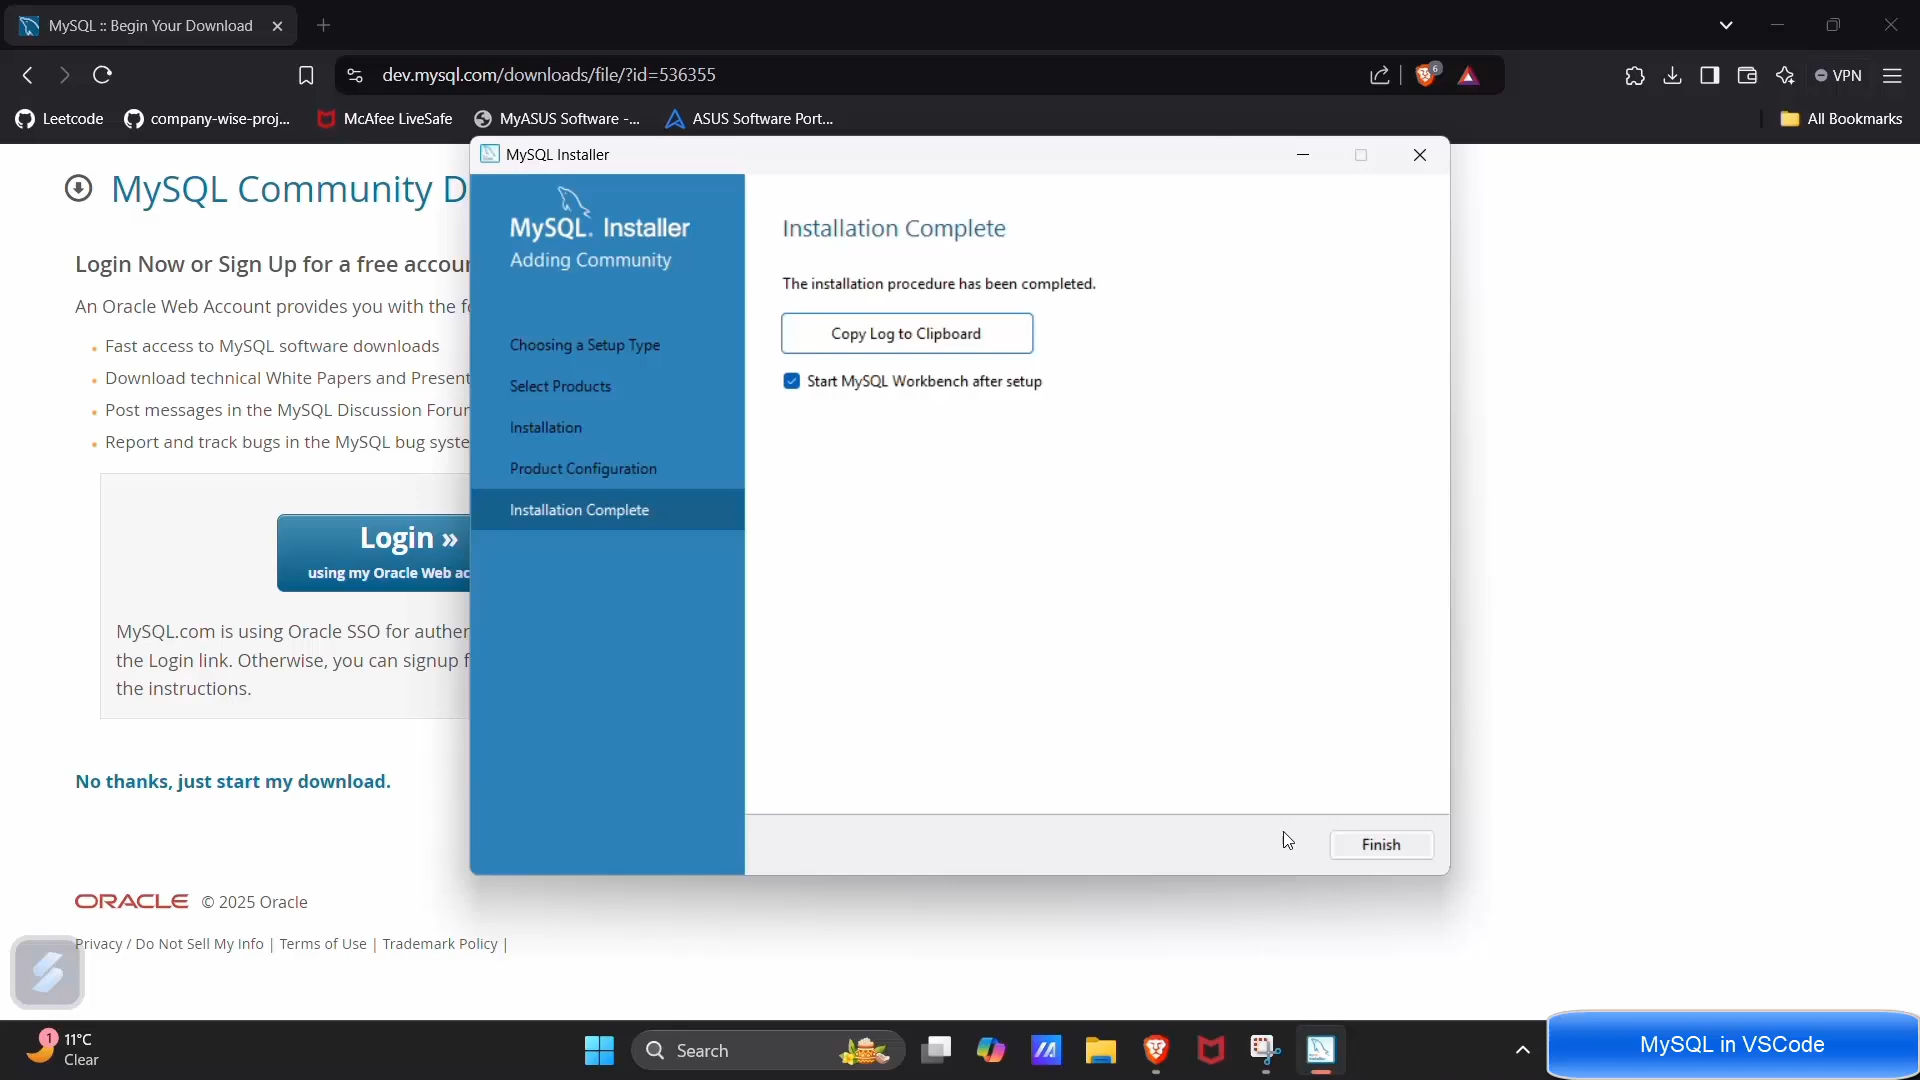 MySQL :: Begin Your Download
dev.mysql.com/downloads/file/?id=536355
6
VPN
Leetcode
company-wise-proj...
McAfee LiveSafe
MyASUS Software -...
ASUS Software Port...
All Bookmarks
MySQL Community D
Login Now or Sign Up for a free accoun
An Oracle Web Account provides you with the fo
Fast access to MySQL software downloads
Download technical White Papers and Present
Post messages in the MySQL Discussion Forun
Report and track bugs in the MySQL bug syste
Login »
using my Oracle Web ac
MySQL.com is using Oracle SSO for auther
the Login link. Otherwise, you can signup f
the instructions.
No thanks, just start my download.
ORACLE © 2025 Oracle
Privacy / Do Not Sell My Info | Terms of Use | Trademark Policy |
MySQL Installer
MySQL. Installer
Adding Community
Choosing a Setup Type
Select Products
Installation
Product Configuration
Installation Complete
Installation Complete
The installation procedure has been completed.
Copy Log to Clipboard
Start MySQL Workbench after setup
Finish
1
11°C
Clear
Search
MySQL in VSCode